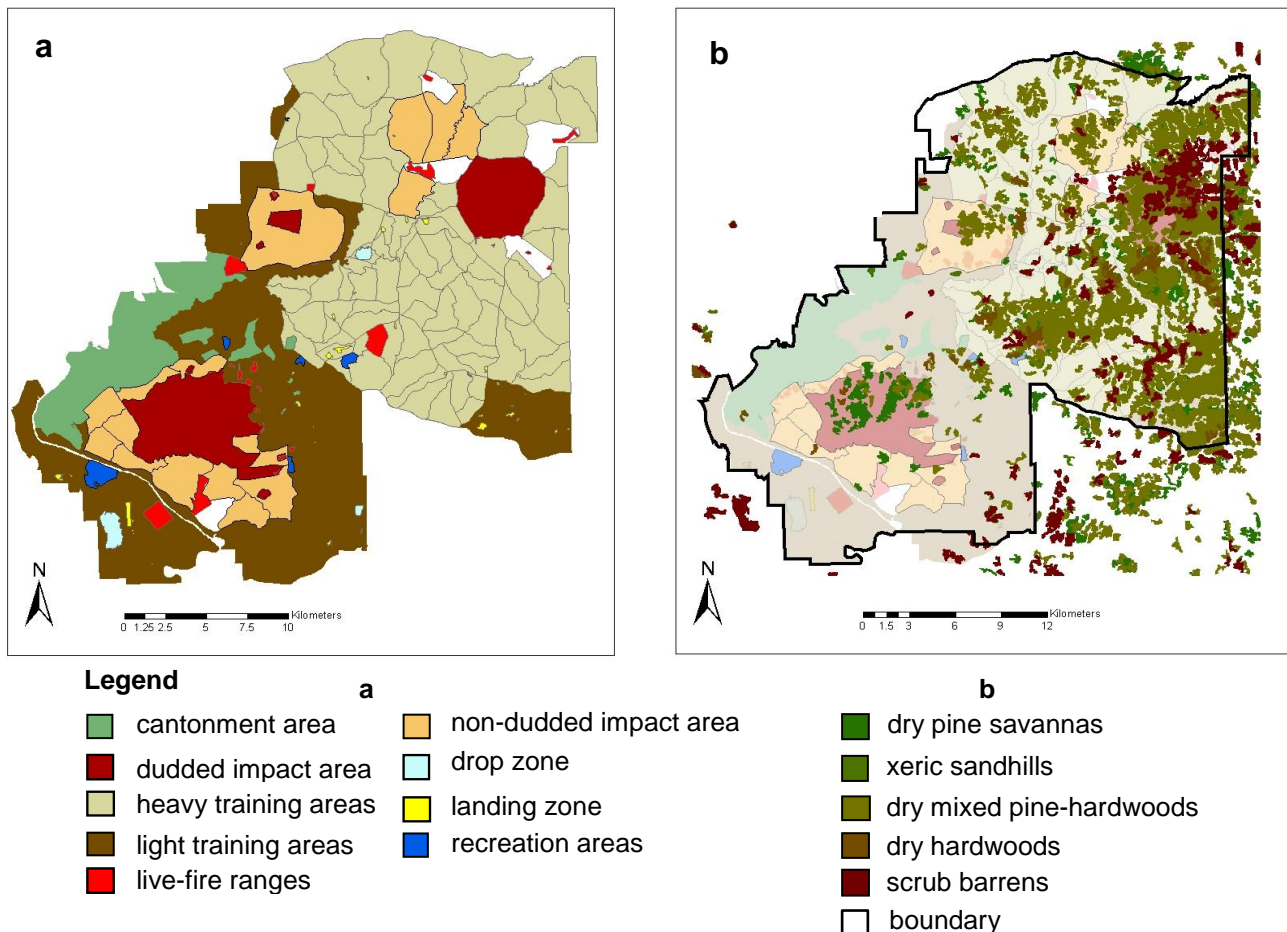 a
N
Kilometers
0 1.25 2.5 5 7.5 10
b
N
Kilometers
0 1.5 3 6 9 12
Legend
a
cantonment area
dudded impact area
heavy training areas
light training areas
live-fire ranges
non-dudded impact area
drop zone
landing zone
recreation areas
b
dry pine savannas
xeric sandhills
dry mixed pine-hardwoods
dry hardwoods
scrub barrens
boundary